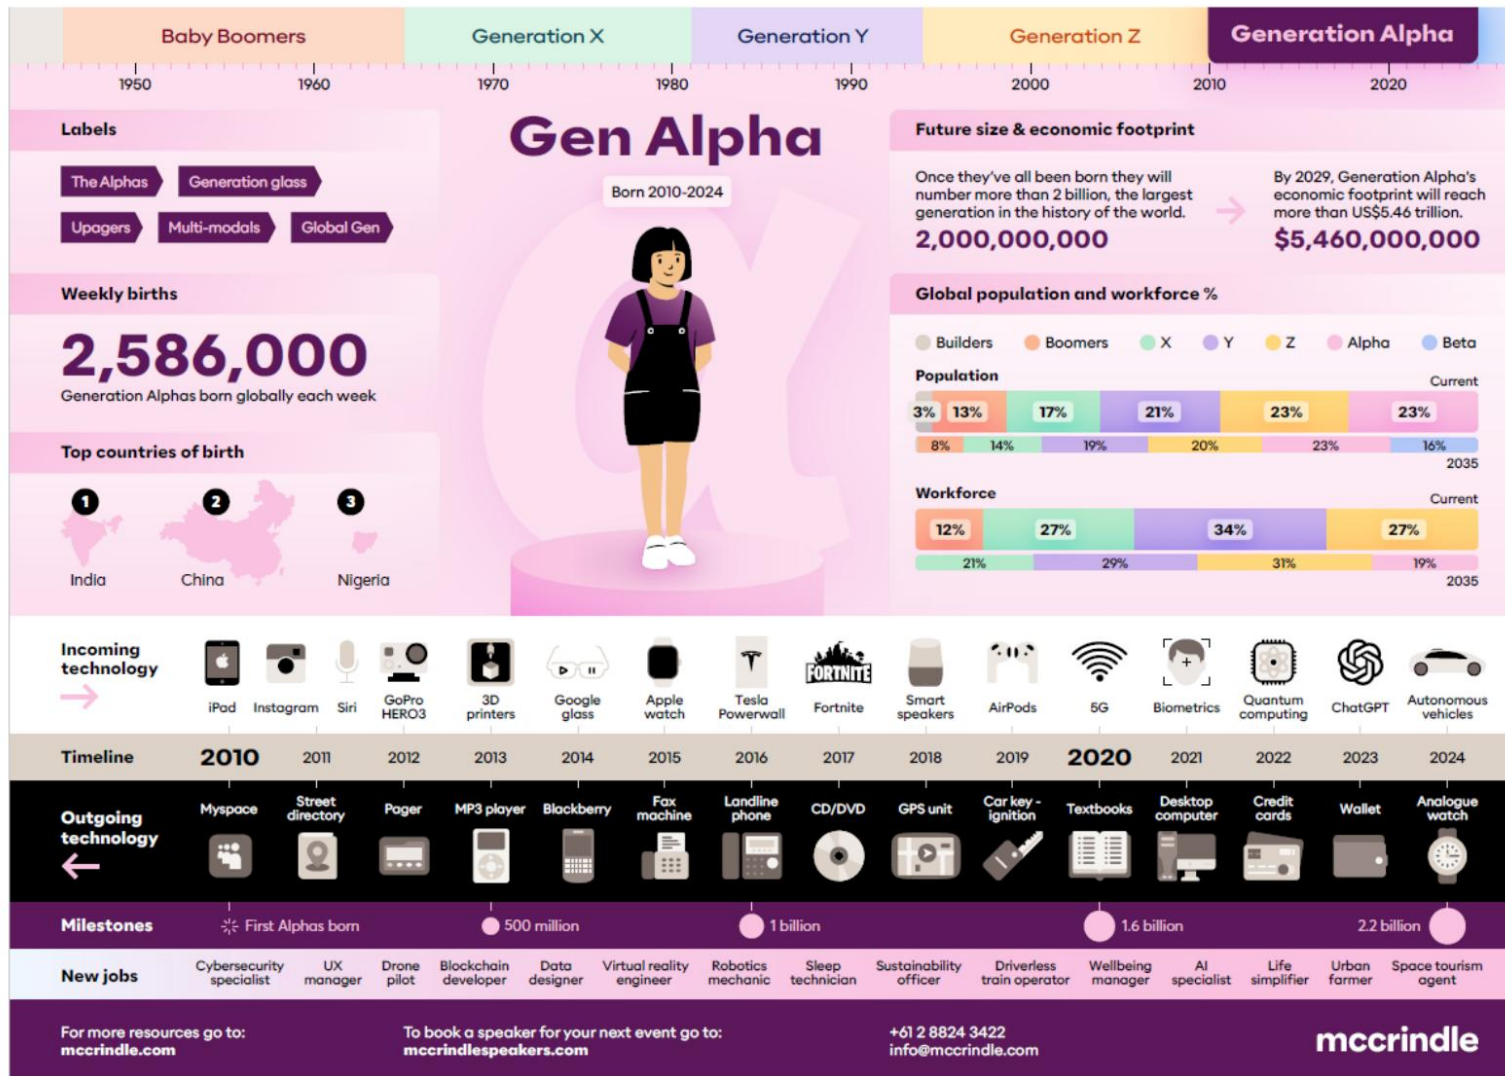 Baby Boomers
Generation X
Generation Y
Generation Z
Generation Alpha
1950
1960
1970
1980
1990
2000
2010
2020
Labels
The Alphas
Generation glass
Upagers
Multi-modals
Global Gen
Weekly births
2,586,000
Generation Alphas born globally each week
Top countries of birth
1
2
3
India
China
Nigeria
Gen Alpha
Born 2010-2024
Future size & economic footprint
Once they've all been born they will
number more than 2 billion, the largest
generation in the history of the world.
2,000,000,000
By 2029, Generation Alpha's
economic footprint will reach
more than US$5.46 trillion.
$5,460,000,000
Global population and workforce %
Builders
Boomers
X
Y
Z
Alpha
Beta
Population
Current
3% 13% 17% 21% 23% 23%
8% 14% 19% 20% 23% 16%
2035
Workforce
Current
12% 27% 34% 27%
21% 29% 31% 19%
2035
Incoming
technology
iPad
Instagram
Siri
GoPro
HERO3
3D
printers
Google
glass
Apple
watch
Tesla
Powerwall
FORTNITE
Fortnite
Smart
speakers
AirPods
5G
Biometrics
Quantum
computing
ChatGPT
Autonomous
vehicles
Timeline
2010 2011 2012 2013 2014 2015 2016 2017 2018 2019 2020 2021 2022 2023 2024
Outgoing
technology
Myspace
Street
directory
Pager
MP3 player
Blackberry
Fax
machine
Landline
phone
CD/DVD
GPS unit
Car key -
ignition
Textbooks
Desktop
computer
Credit
cards
Wallet
Analogue
watch
Milestones
First Alphas born
500 million
1 billion
1.6 billion
2.2 billion
New jobs
Cybersecurity
specialist
UX
manager
Drone
pilot
Blockchain
developer
Data
designer
Virtual reality
engineer
Robotics
mechanic
Sleep
technician
Sustainability
officer
Driverless
train operator
Wellbeing
manager
AI
specialist
Life
simplifier
Urban
farmer
Space tourism
agent
For more resources go to:
mccrindle.com
To book a speaker for your next event go to:
mccrindlespeakers.com
+61 2 8824 3422
info@mccrindle.com
mccrindle